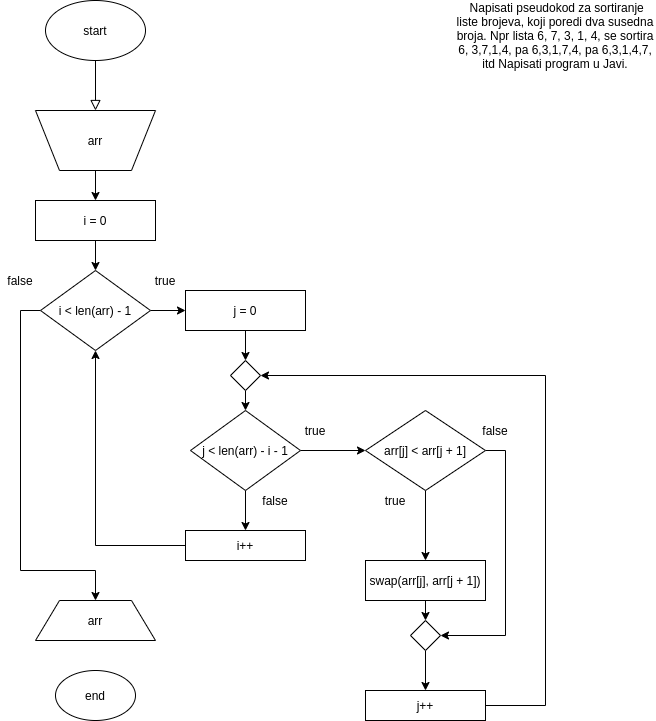 Napisati pseudokod za sortiranje
liste brojeva, koji poredi dva susedna
broja. Npr lista 6, 7, 3, 1, 4, se sortira
6, 3,7,1,4, pa 6,3,1,7,4, pa 6,3,1,4,7,
itd Napisati program u Javi.
start
arr
i = 0
false
true
i < len(arr) - 1
j = 0
true
false
j < len(arr) - i - 1
arr[j] < arr[j + 1]
false
true
i++
swap(arr[j], arr[j + 1])
arr
end
j++